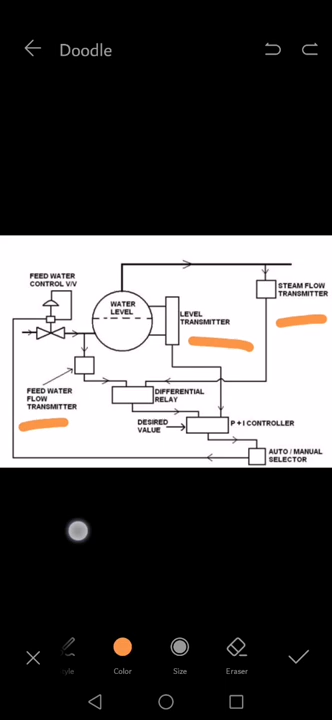 Doodle
FEED WATER
CONTROL V/V
WATER
LEVEL
STEAM FLOW
TRANSMITTER
LEVEL
TRANSMITTER
FEED WATER
FLOW
TRANSMITTER
DIFFERENTIAL
RELAY
DESIRED
VALUE
P + I CONTROLLER
AUTO / MANUAL
SELECTOR
yle
Color
Size
Eraser